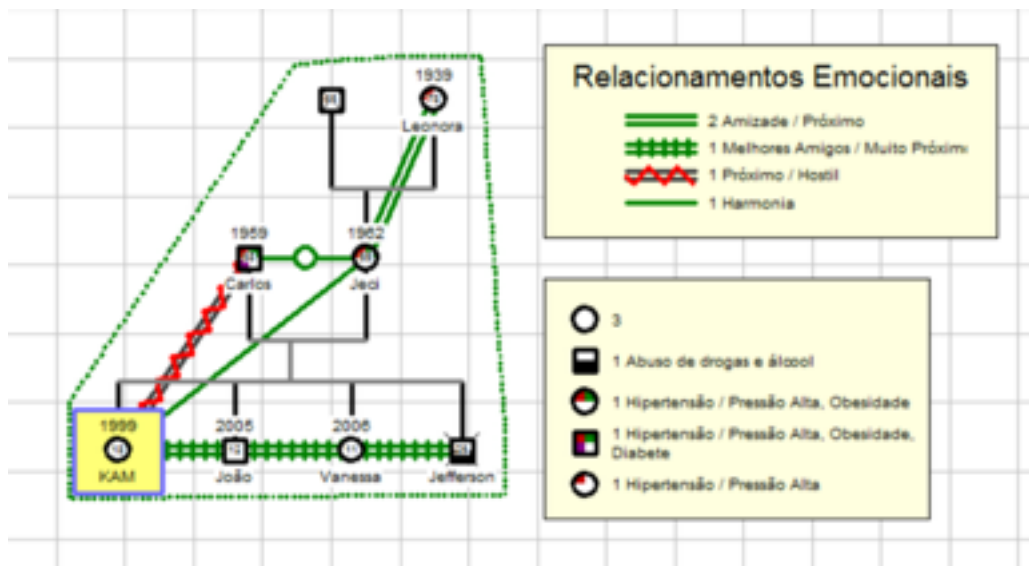 1939
Leonora
1959
1962
Carlos
Jeci
1999
2005
2006
KAM
João
Vanessa
Jefferson
Relacionamentos Emocionais
2 Amizade / Próximo
1 Melhores Amigos / Muito Próximo
1 Próximo / Hostil
1 Harmonia
3
1 Abuso de drogas e álcool
1 Hipertensão / Pressão Alta, Obesidade
1 Hipertensão / Pressão Alta, Obesidade,
Diabete
1 Hipertensão / Pressão Alta